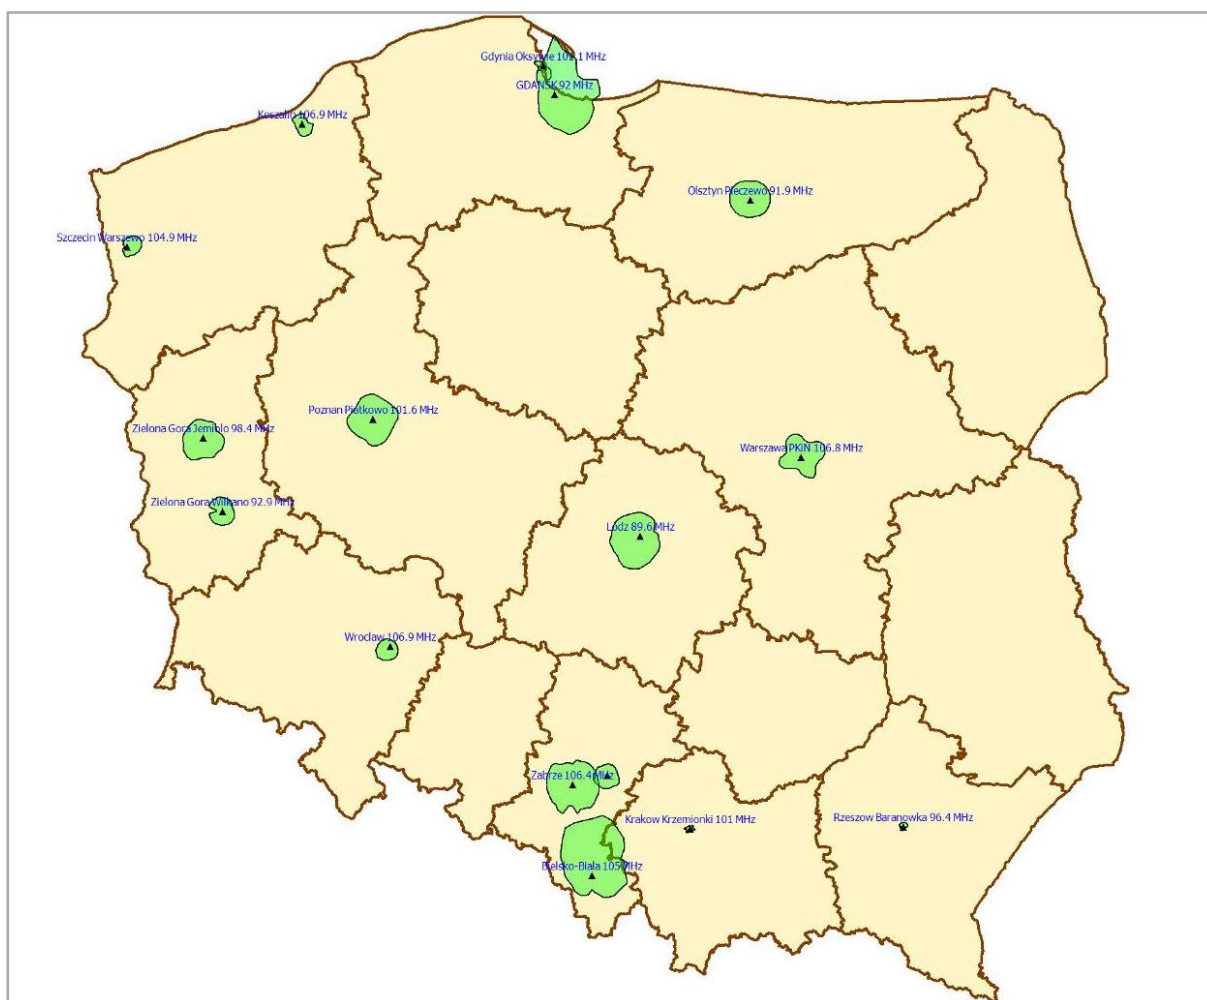 Gdynia Oksywie 101.1 MHz
GDANSK 92 MHz
Koszalin 106.9 MHz
Olsztyn Pieczewo 91.9 MHz
Szczecin Warszewo 104.9 MHz
Poznan Piatkowo 101.6 MHz
Zielona Gora Jemiolo 98.4 MHz
Warszawa PKiN 106.8 MHz
Zielona Gora Wilkano 92.9 MHz
Lodz 89.6 MHz
Wroclaw 106.9 MHz
Zabrze 106.4 MHz
Krakow Krzemionki 101 MHz
Rzeszow Baranowka 96.4 MHz
Bielsko-Biala 105 MHz